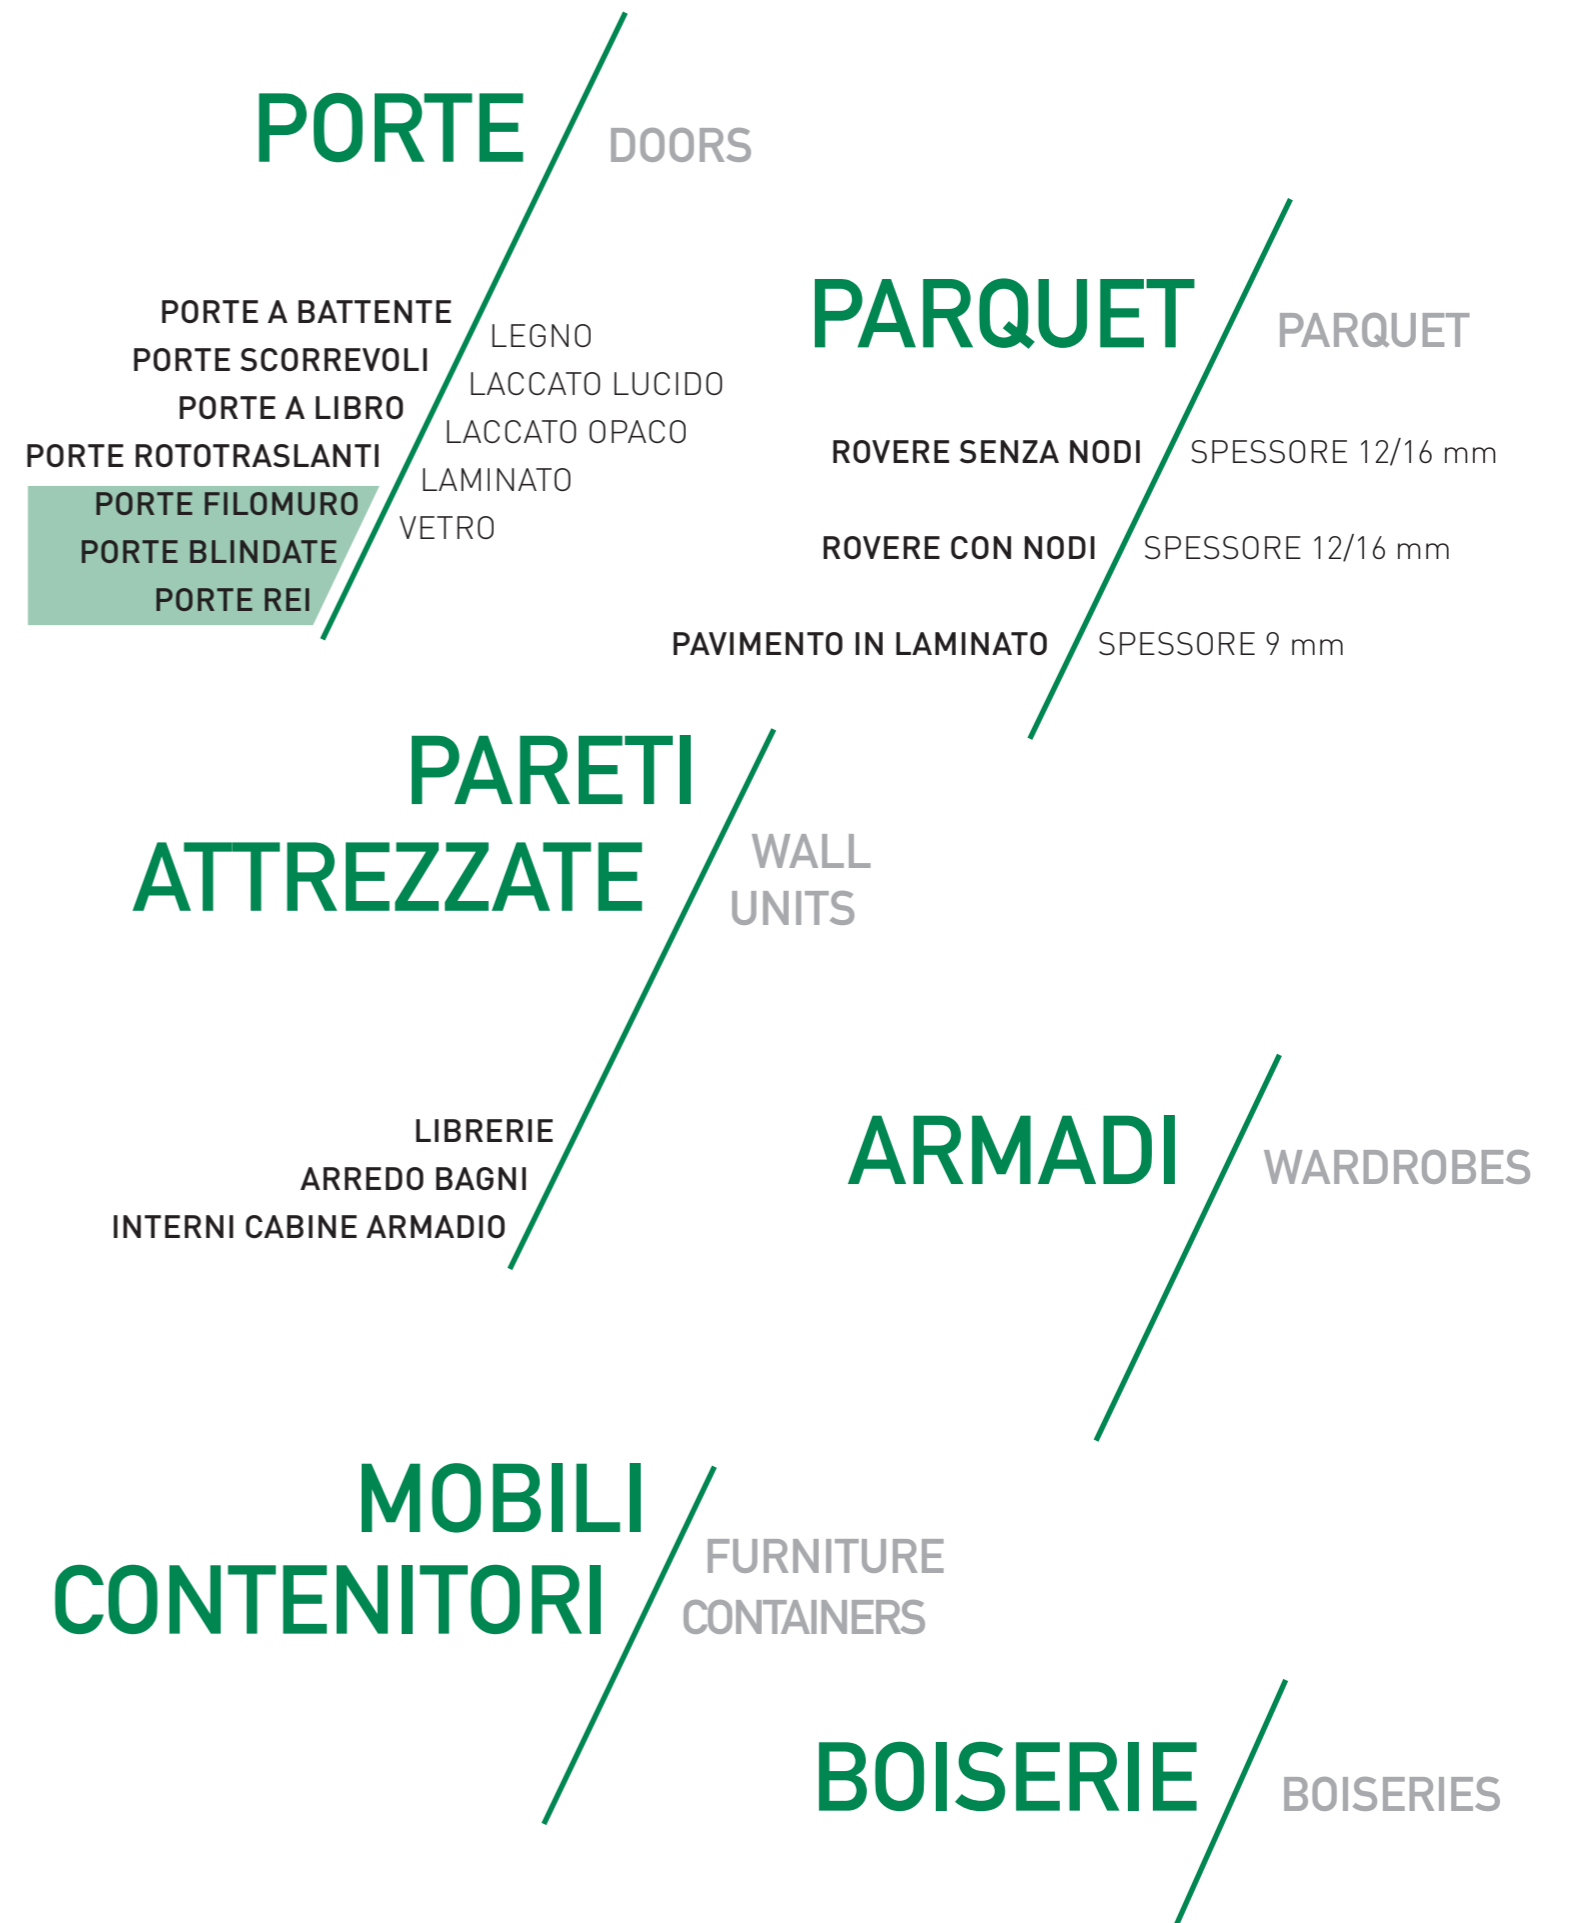 PORTE
DOORS
PORTE A BATTENTE
PORTE SCORREVOLI
PORTE A LIBRO
PORTE ROTOTRASLANTI
PORTE FILOMURO
PORTE BLINDATE
PORTE REI
LEGNO
LACCATO LUCIDO
LACCATO OPACO
LAMINATO
VETRO
PARQUET
PARQUET
ROVERE SENZA NODI
SPESSORE 12/16 mm
ROVERE CON NODI
SPESSORE 12/16 mm
PAVIMENTO IN LAMINATO
SPESSORE 9 mm
PARETI
ATTREZZATE
WALL
UNITS
LIBRERIE
ARREDO BAGNI
INTERNI CABINE ARMADIO
ARMADI
WARDROBES
MOBILI
CONTENITORI
FURNITURE
CONTAINERS
BOISERIE
BOISERIES